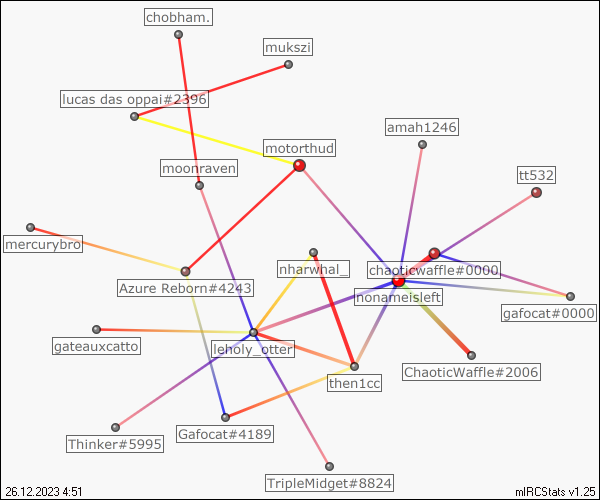 chobham.
mukszi
lucas das oppai#2396
amah1246
motorthud
moonraven
tt532
mercurybro
nharwhal_
chaoticwaffle#0000
Azure Reborn#4243
nonameisleft
gafocat#0000
gateauxcatto
leholy_otter
ChaoticWaffle#2006
then1cc
Gafocat#4189
Thinker#5995
TripleMidget#8824
26.12.2023 4:51
mIRCStats v1.25